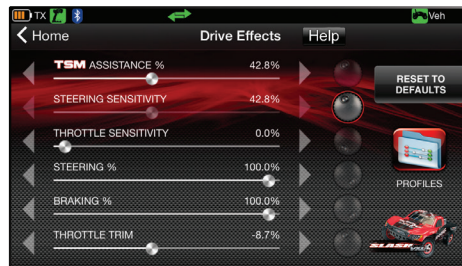 TX Veh
Home Drive Effects Help
TSM ASSISTANCE % 42.8%
STEERING SENSITIVITY 42.8%
THROTTLE SENSITIVITY 0.0%
STEERING % 100.0%
BRAKING % 100.0%
THROTTLE TRIM -8.7%
RESET TO
DEFAULTS
PROFILES
SLASH